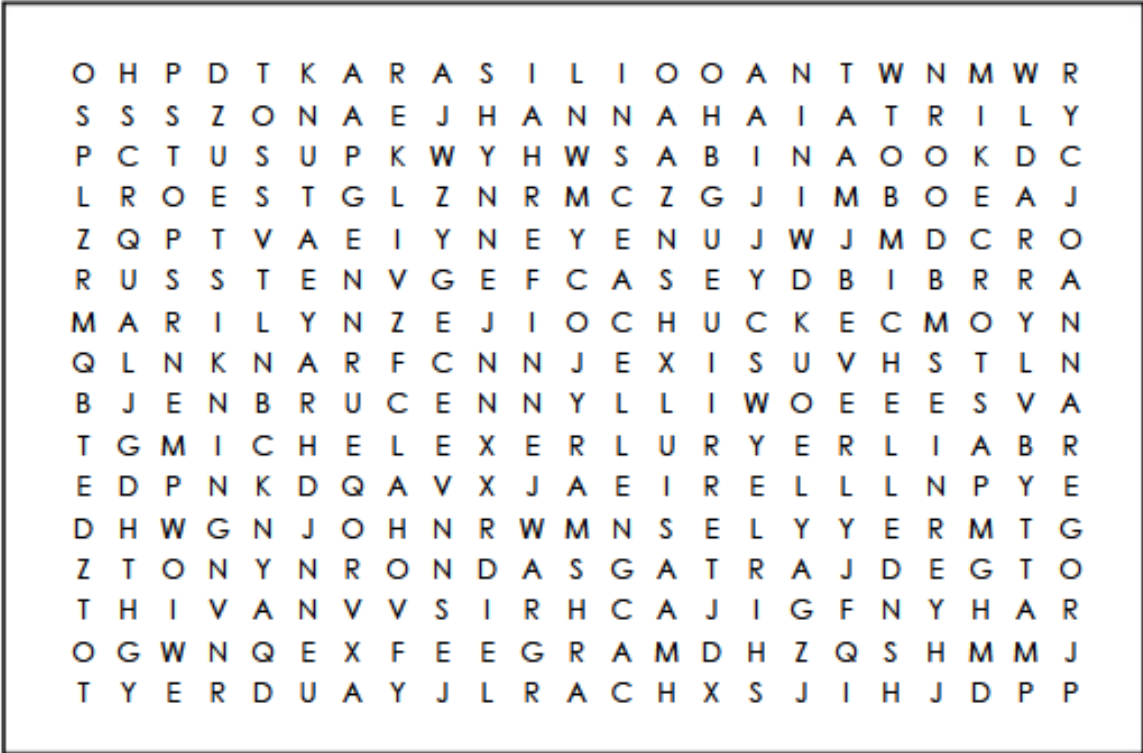 O H P D T K A R A S I L I O O A N T W N M W R
S S S Z O N A E J H A N N A H A I A T R I L Y
P C T U S U P K W Y H W S A B I N A O O K D C
L R O E S T G L Z N R M C Z G J I M B O E A J
Z Q P T V A E I Y N E Y E N U J W J M D C R O
R U S S T E N V G E F C A S E Y D B I B R R A
M A R I L Y N Z E J I O C H U C K E C M O Y N
Q L N K N A R F C N N J E X I S U V H S T L N
B J E N B R U C E N N Y L L I W O E E E S V A
T G M I C H E L E X E R L U R Y E R L I A B R
E D P N K D Q A V X J A E I R E L L L N P Y E
D H W G N J O H N R W M N S E L Y Y E R M T G
Z T O N Y N R O N D A S G A T R A J D E G T O
T H I V A N V V S I R H C A J I G F N Y H A R
O G W N Q E X F E E G R A M D H Z Q S H M M J
T Y E R D U A Y J L R A C H X S J I H J D P P